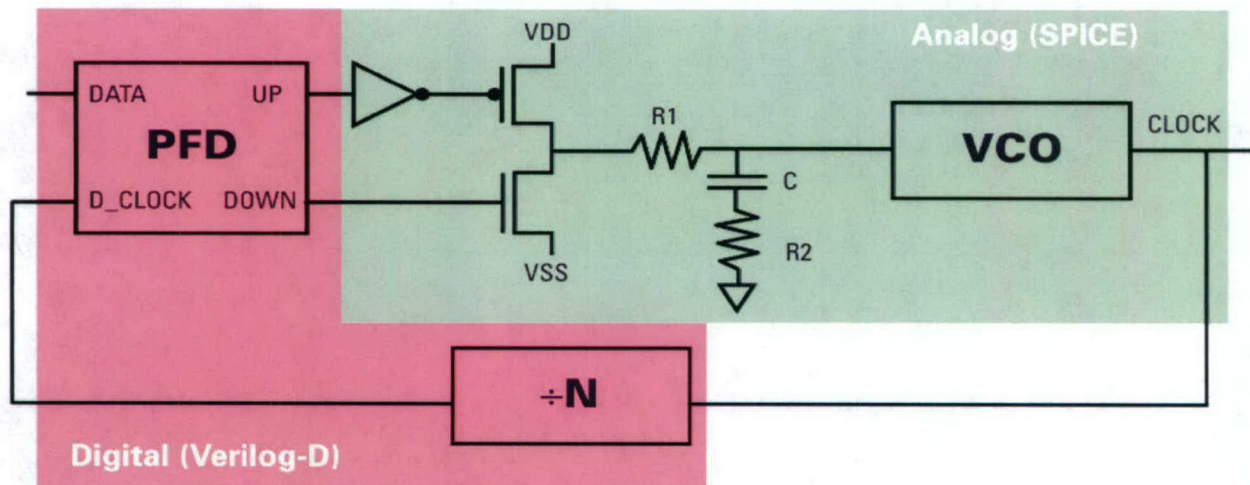 Analog (SPICE)
VDD
DATA
UP
PFD
D_CLOCK
DOWN
R1
C
R2
VSS
VCO
CLOCK
÷N
Digital (Verilog-D)